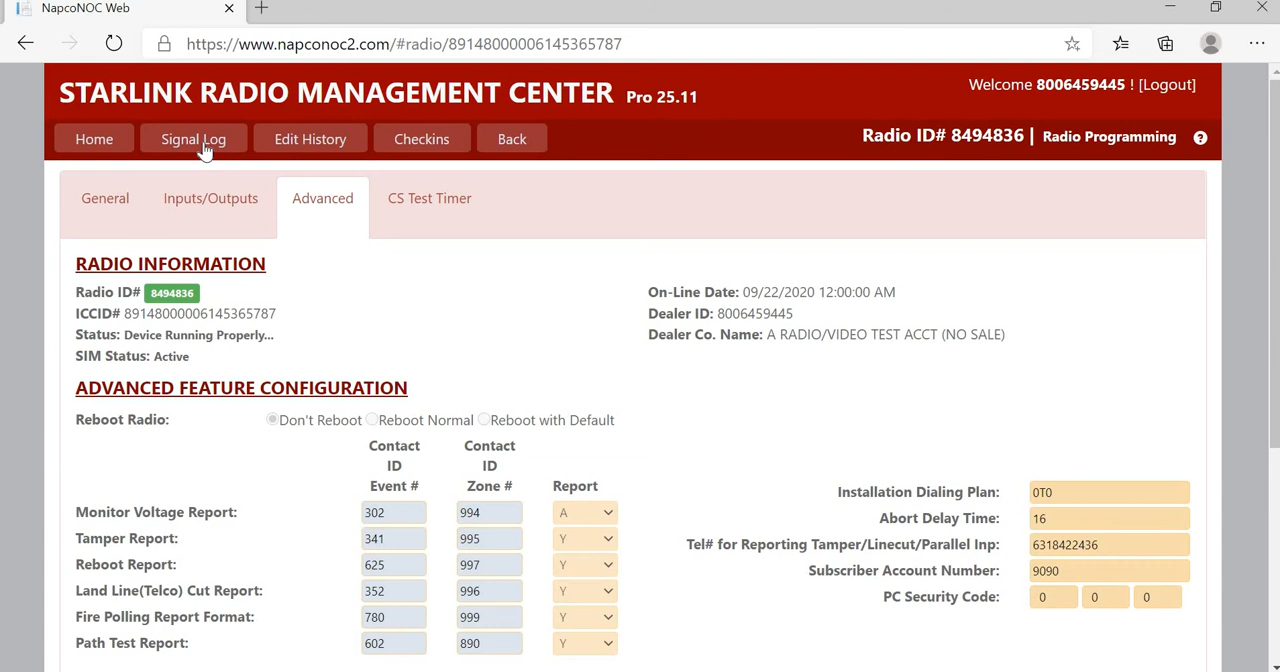 NapcoNOC Web
https://www.napconoc2.com/#radio/89148000006145365787
STARLINK RADIO MANAGEMENT CENTER Pro 25.11
Welcome 8006459445 ! [Logout]
Home Signal Log Edit History Checkins Back
Radio ID# 8494836 | Radio Programming ?
General Inputs/Outputs Advanced CS Test Timer
RADIO INFORMATION
Radio ID# 8494836
On-Line Date: 09/22/2020 12:00:00 AM
ICCID# 89148000006145365787
Dealer ID: 8006459445
Status: Device Running Properly...
Dealer Co. Name: A RADIO/VIDEO TEST ACCT (NO SALE)
SIM Status: Active
ADVANCED FEATURE CONFIGURATION
Reboot Radio: Don't Reboot Reboot Normal Reboot with Default
Contact ID Event # Contact ID Zone # Report
Monitor Voltage Report: 302 994 A
Tamper Report: 341 995 Y
Reboot Report: 625 997 Y
Land Line(Telco) Cut Report: 352 996 Y
Fire Polling Report Format: 780 999 Y
Path Test Report: 602 890 Y
Installation Dialing Plan: 0T0
Abort Delay Time: 16
Tel# for Reporting Tamper/Linecut/Parallel Inp: 6318422436
Subscriber Account Number: 9090
PC Security Code: 0 0 0